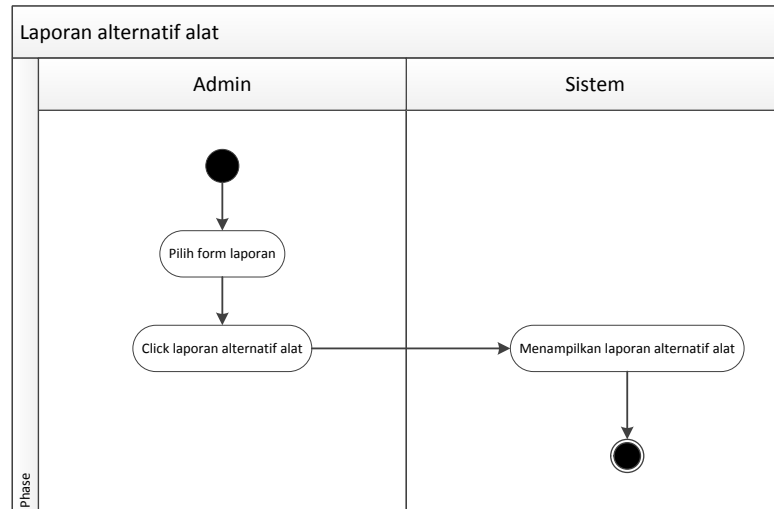 Laporan alternatif alat
Admin
Sistem
Pilih form laporan
Click laporan alternatif alat
Menampilkan laporan alternatif alat
Phase